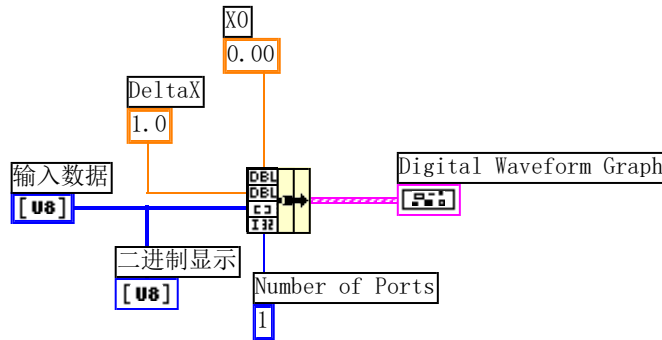 X0
0.00
DeltaX
1.0
输入数据
[U8]
DBL
DBL
[ ]
I32
Digital Waveform Graph
二进制显示
[U8]
Number of Ports
1